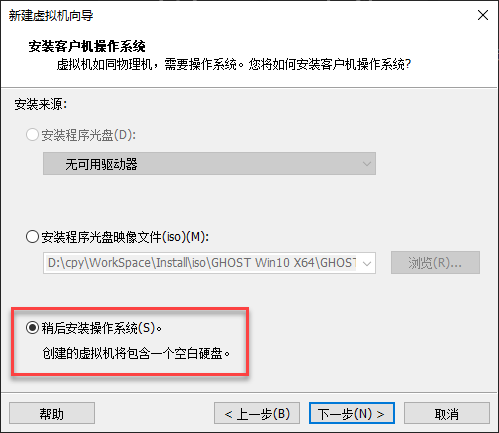 新建虚拟机向导
安装客户机操作系统
虚拟机如同物理机，需要操作系统。您将如何安装客户机操作系统?
安装来源:
安装程序光盘(D):
无可用驱动器
安装程序光盘映像文件(iso)(M):
D:\cpy\WorkSpace\Install\iso\GHOST Win10 X64\GHOST
浏览(R)...
稍后安装操作系统(S)。
创建的虚拟机将包含一个空白硬盘。
帮助
< 上一步(B)
下一步(N) >
取消